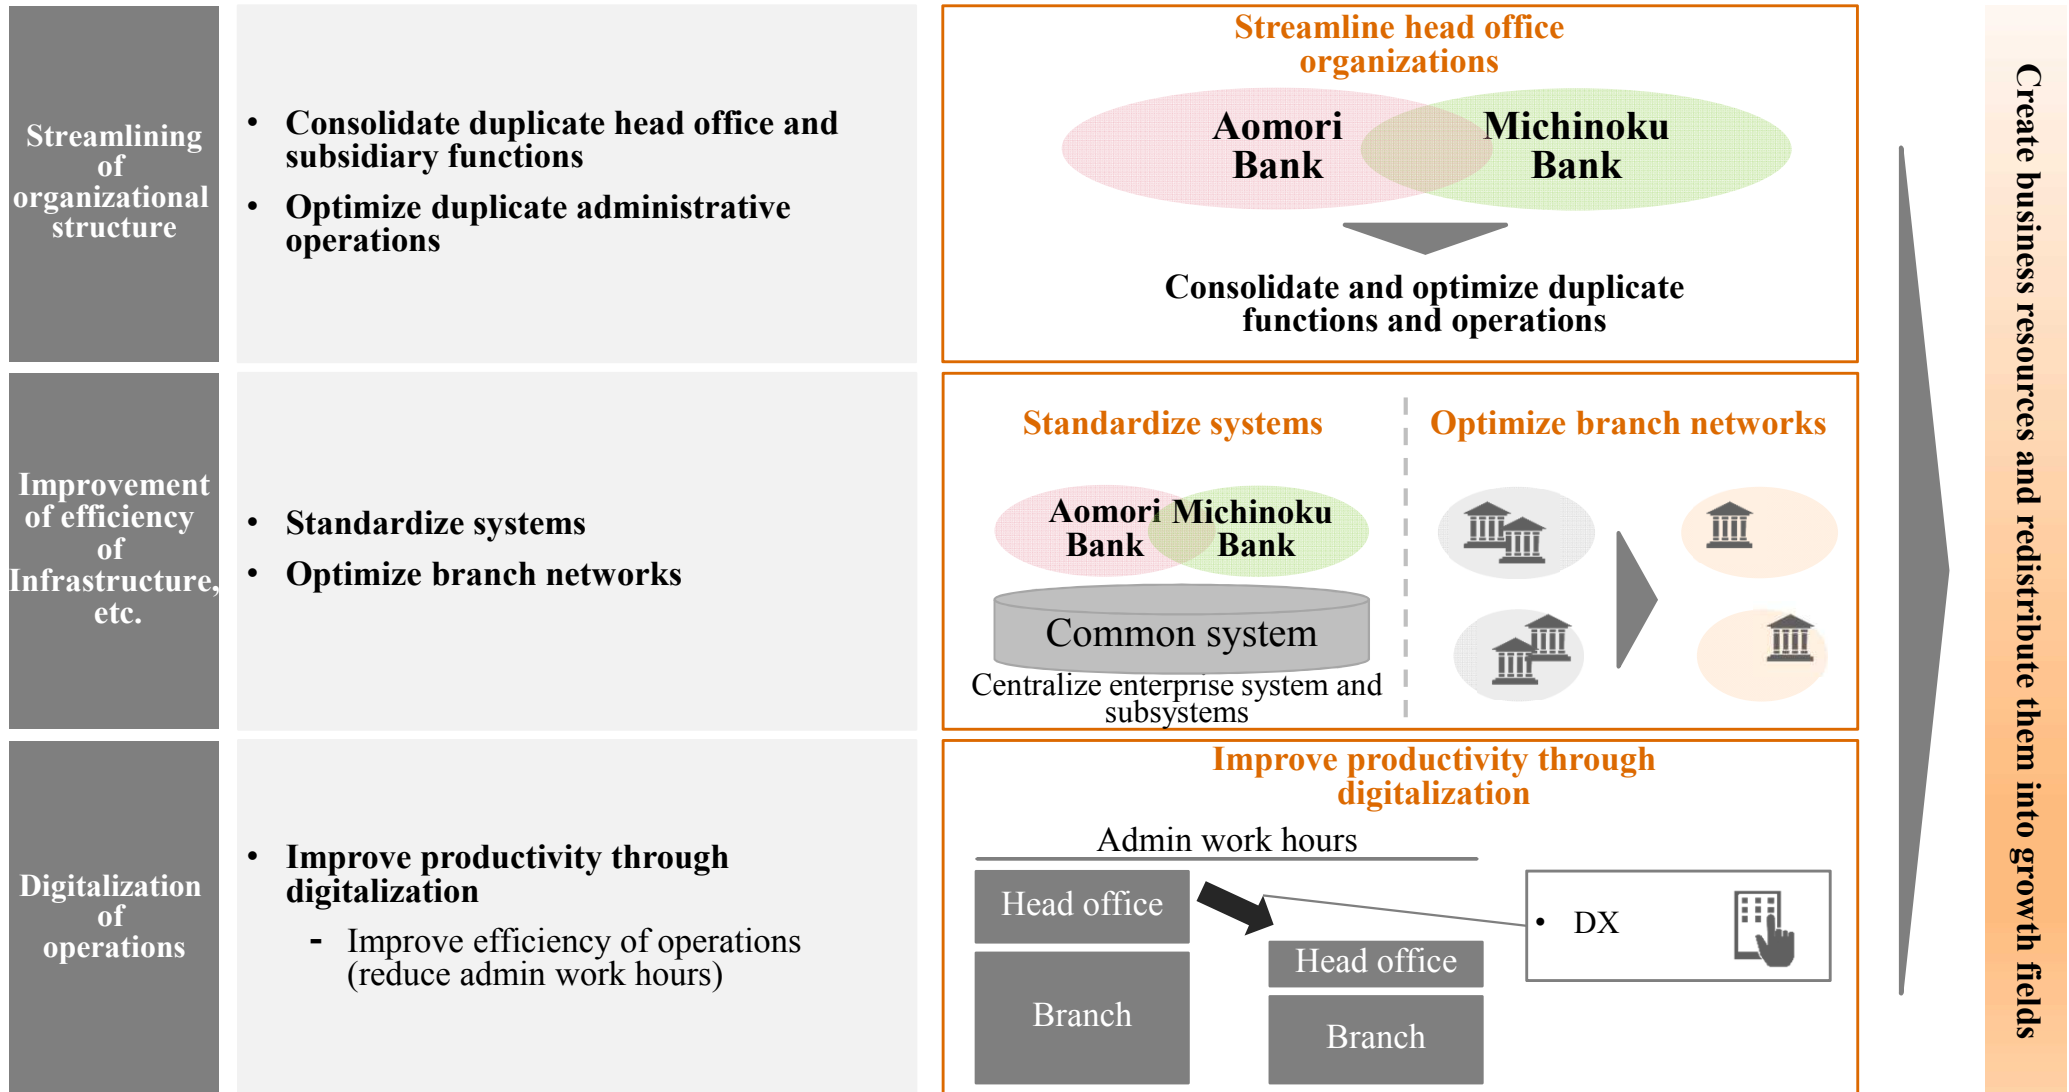 Streamlining
of
organizational
structure
• Consolidate duplicate head office and
subsidiary functions
• Optimize duplicate administrative
operations
Streamline head office
organizations
Aomori
Bank
Michinoku
Bank
Consolidate and optimize duplicate
functions and operations
Improvement
of efficiency
of
Infrastructure,
etc.
• Standardize systems
• Optimize branch networks
Standardize systems
Aomori
Bank
Michinoku
Bank
Common system
Centralize enterprise system and
subsystems
Optimize branch networks
Digitalization
of
operations
• Improve productivity through
digitalization
- Improve efficiency of operations
(reduce admin work hours)
Improve productivity through
digitalization
Admin work hours
Head office
Branch
Head office
Branch
• DX
Create business resources and redistribute them into growth fields